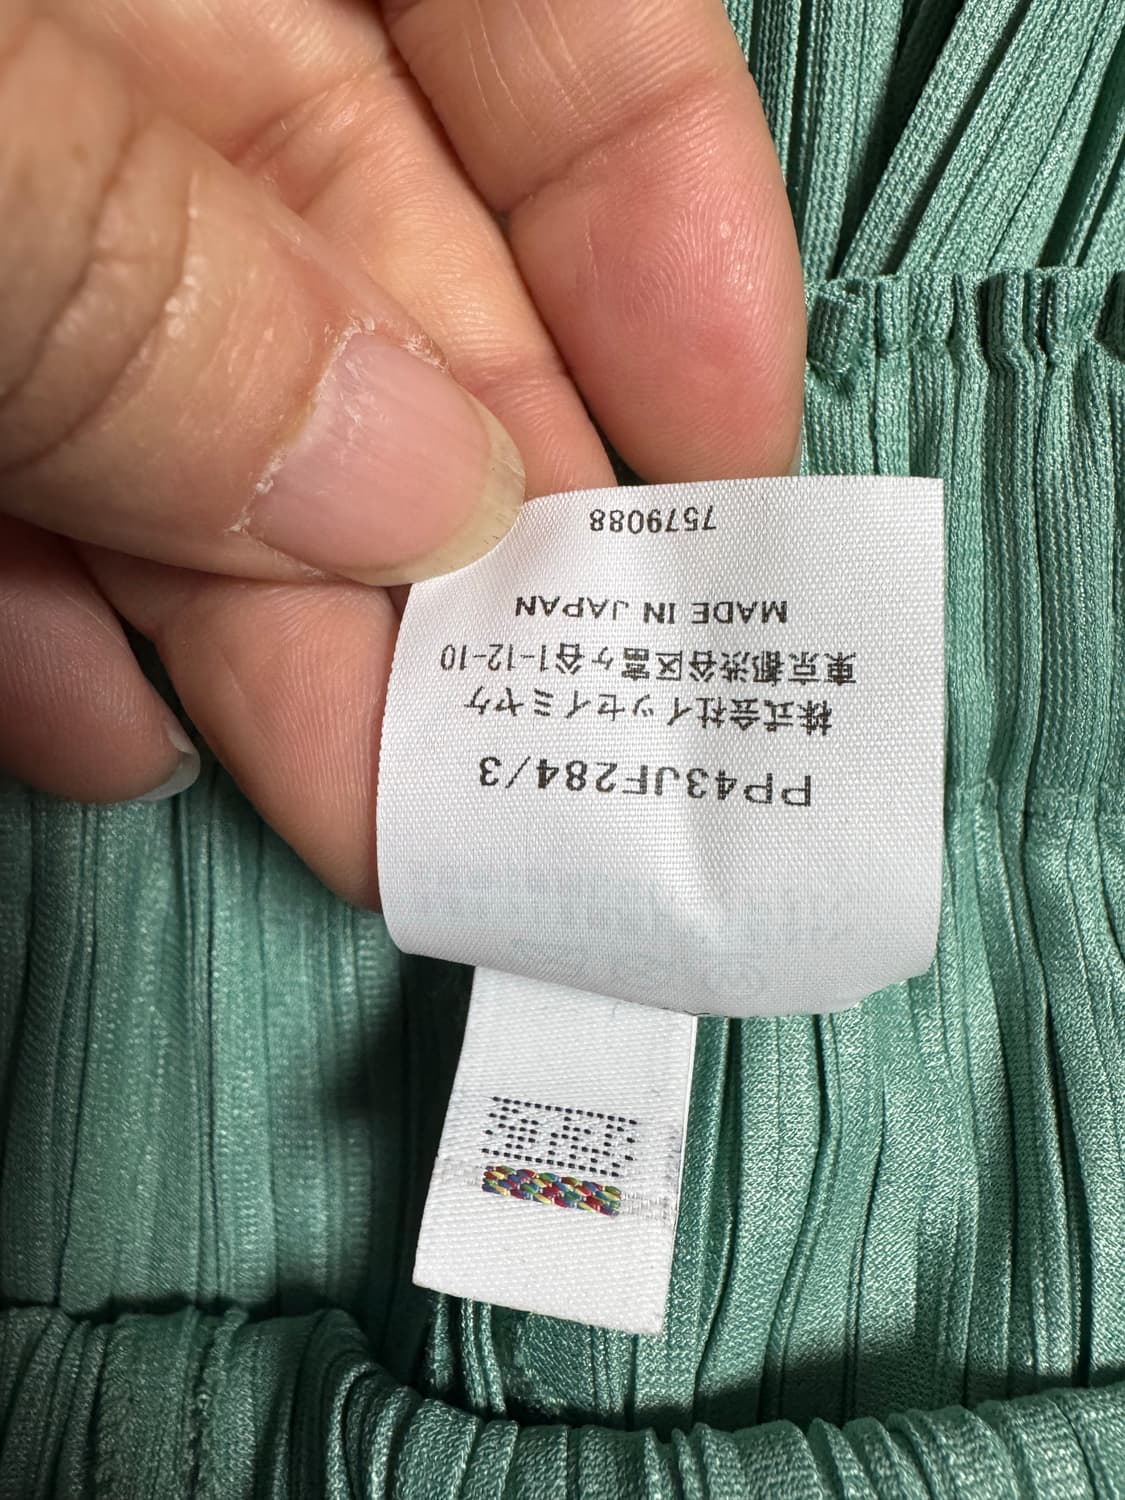 PP43JF284/3
株式会社イッセイミヤケ
東京都渋谷区富ヶ谷1-12-10
MADE IN JAPAN
7579088